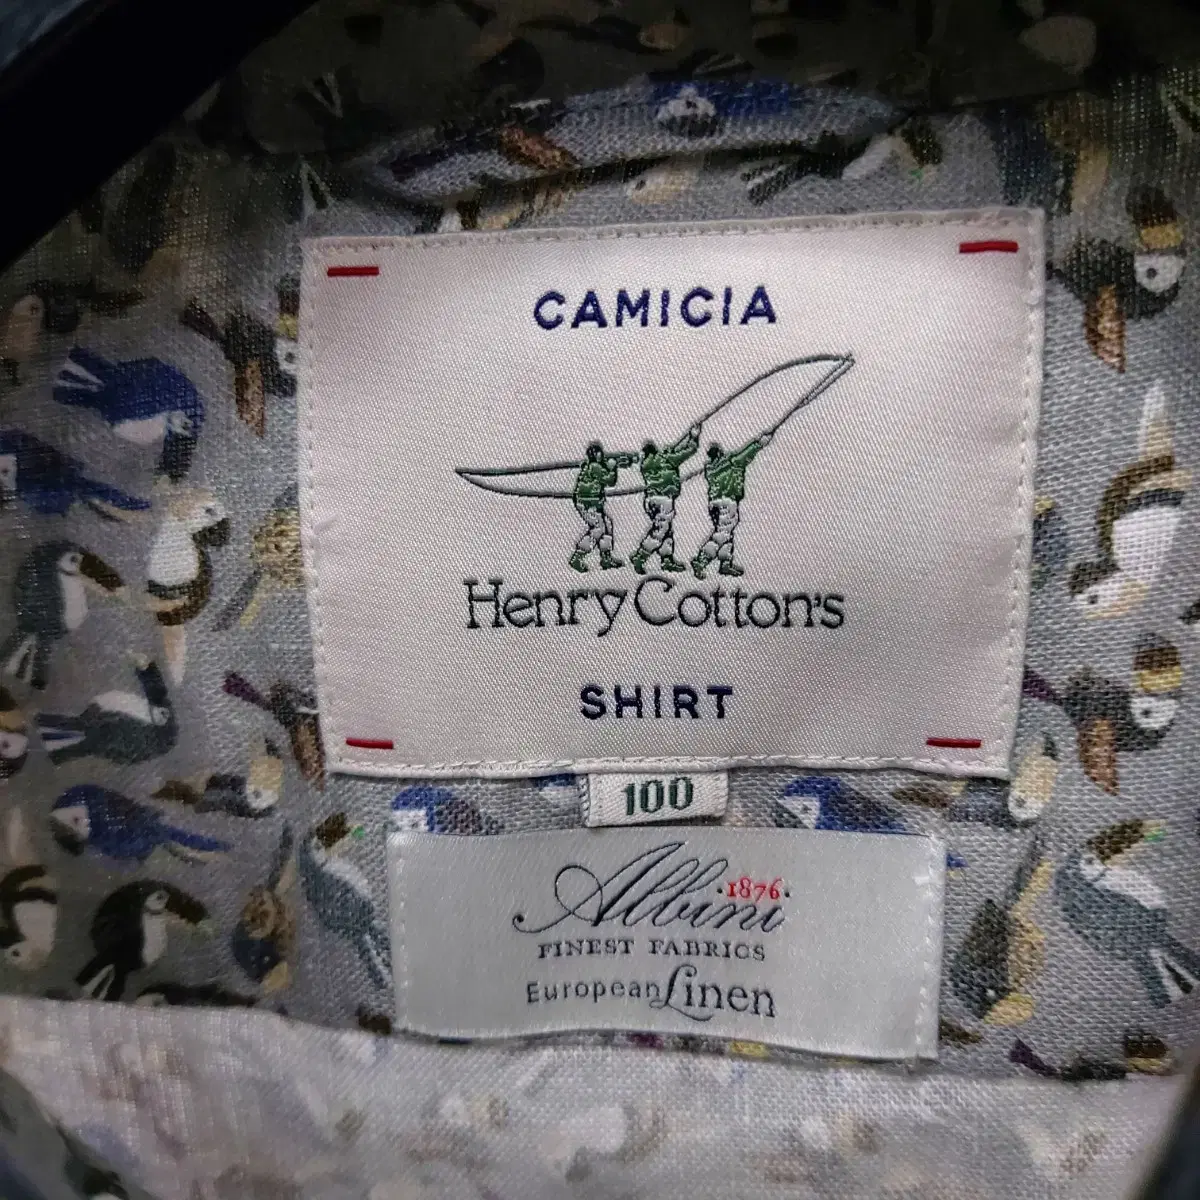 CAMICIA
Henry Cotton's
SHIRT
100
Albini
·1876·
FINEST FABRICS
European Linen